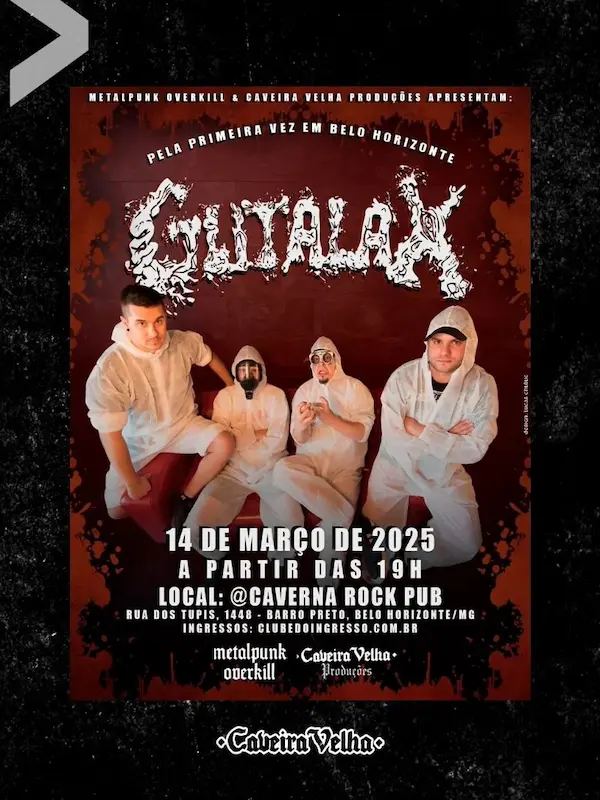 METALPUNK OVERKILL & CAVEIRA VELHA PRODUÇÕES APRESENTAM:
PELA PRIMEIRA VEZ EM BELO HORIZONTE
GUTALAX
14 DE MARÇO DE 2025
A PARTIR DAS 19H
LOCAL: @CAVERNA ROCK PUB
RUA DOS TUPIS, 1448 - BARRO PRETO, BELO HORIZONTE/MG
INGRESSOS: CLUBEDOINGRESSO.COM.BR
metalpunk overkill
Caveira Velha Produções
Caveira Velha